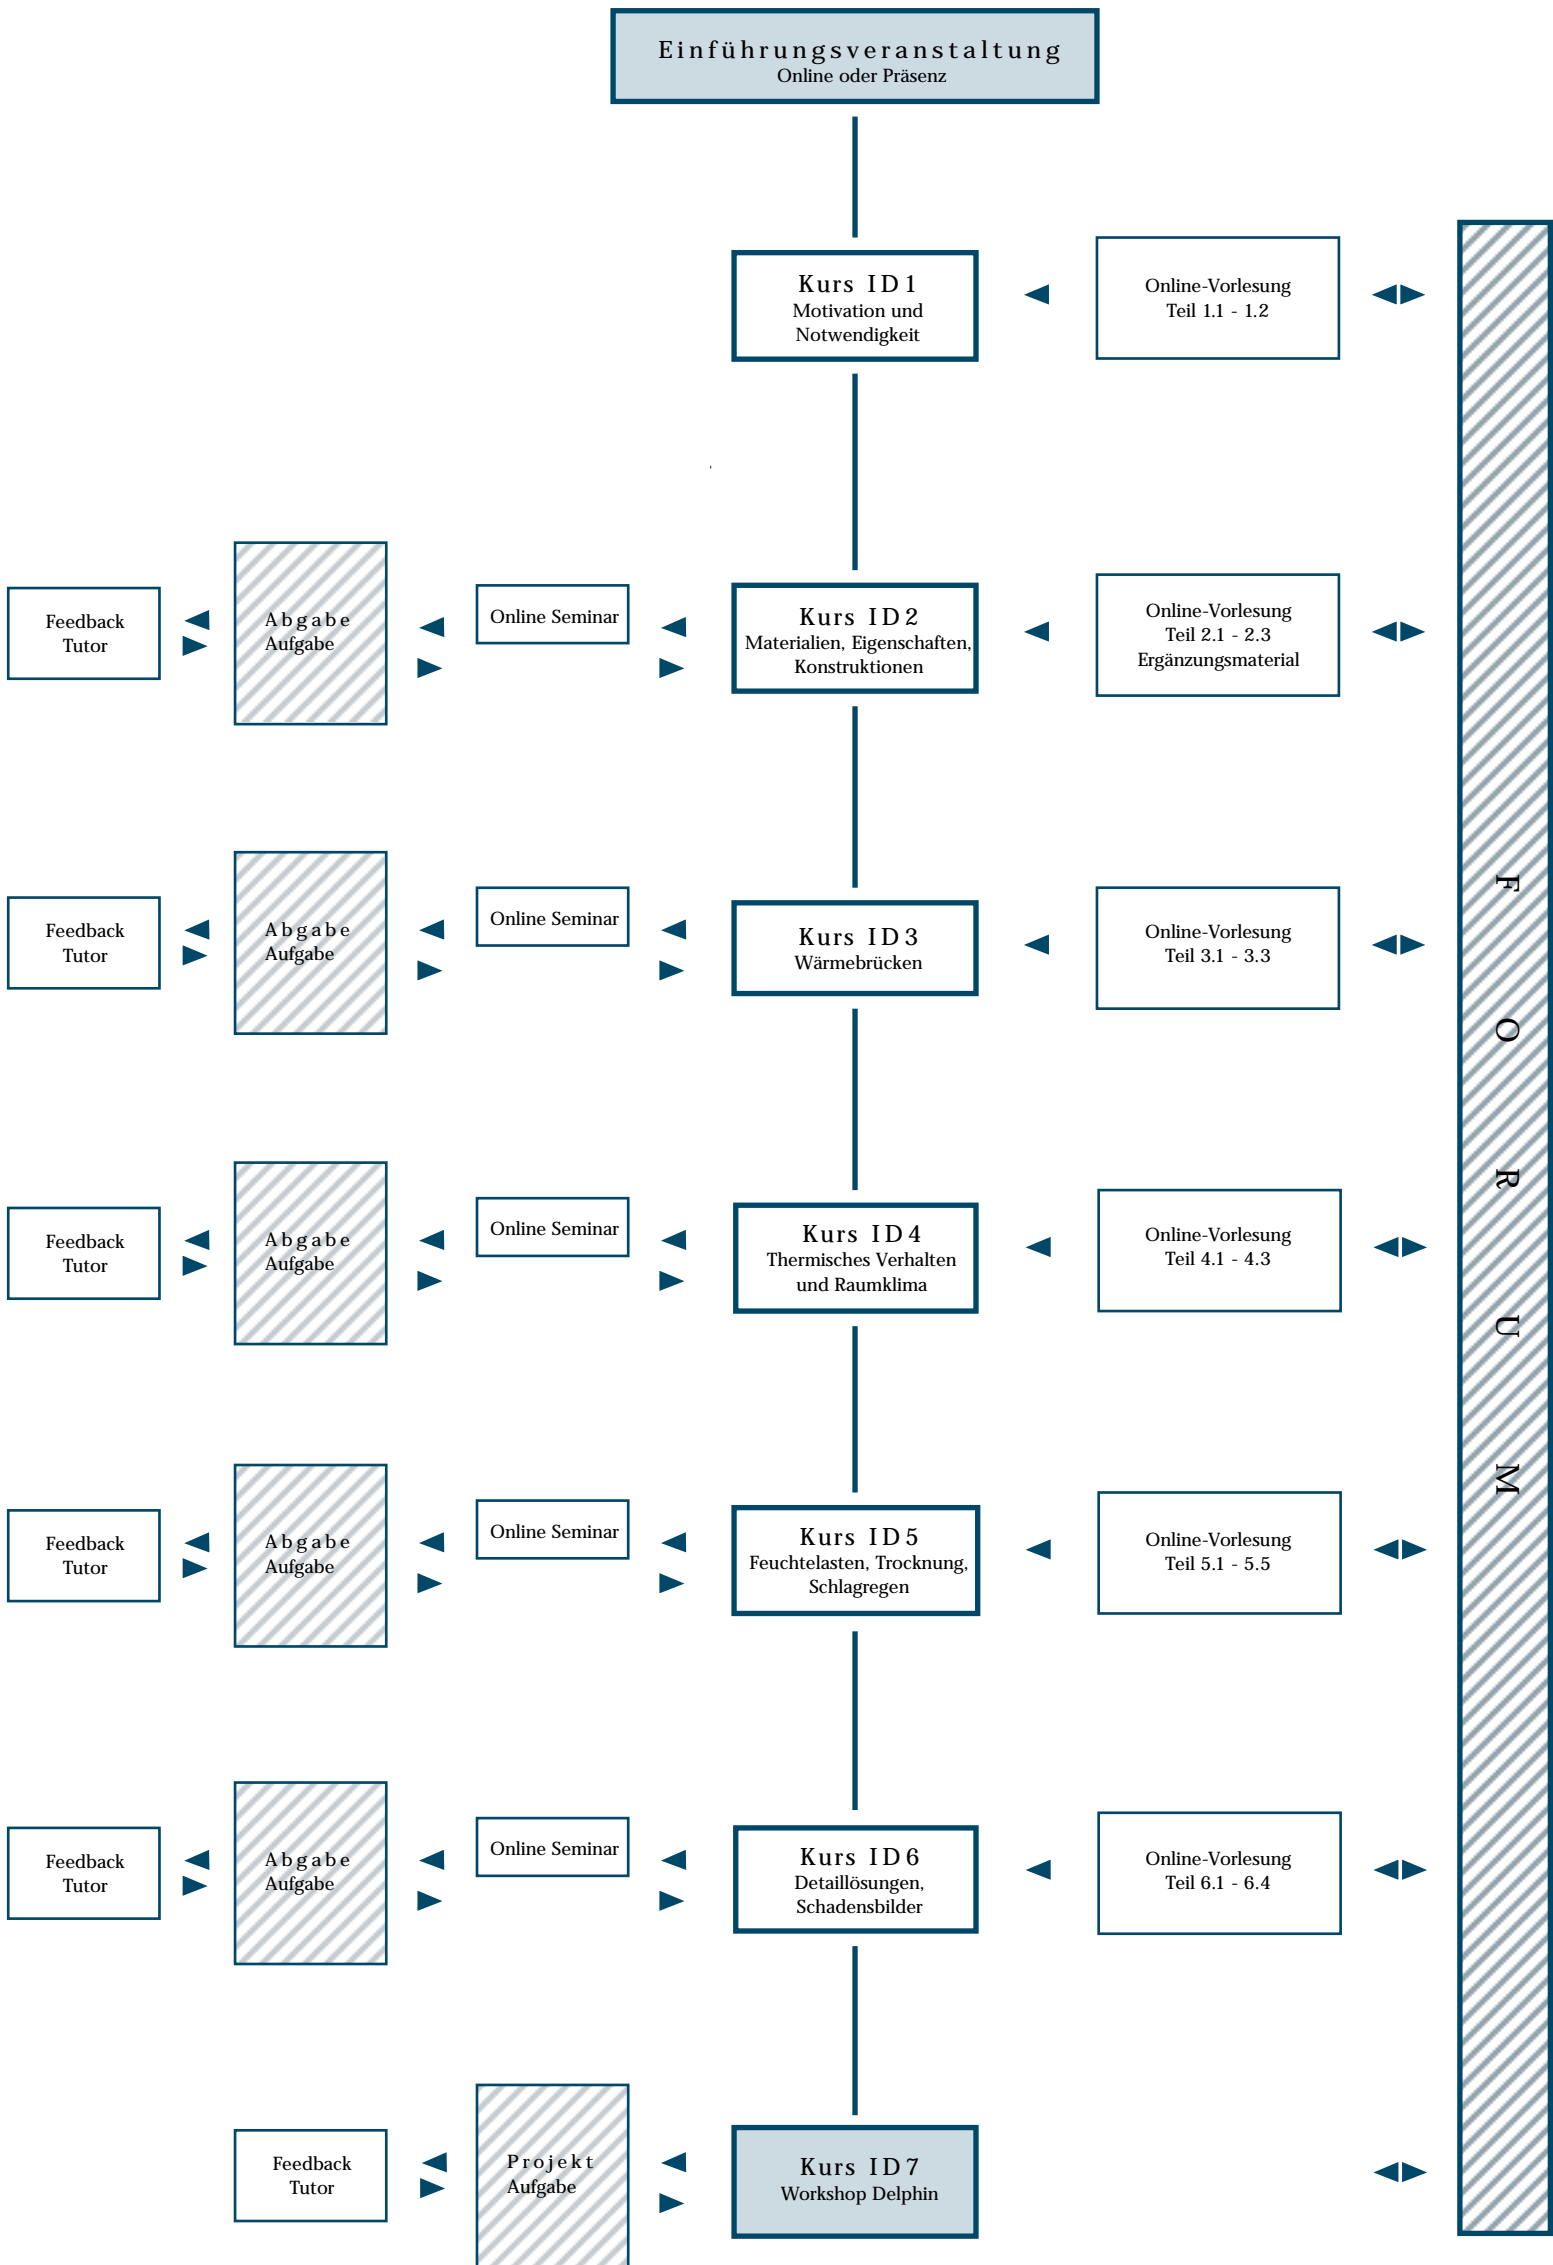 Einführungsveranstaltung
Online oder Präsenz
Kurs ID1
Motivation und
Notwendigkeit
Online-Vorlesung
Teil 1.1 - 1.2
Feedback
Tutor
Abgabe
Aufgabe
Online Seminar
Kurs ID2
Materialien, Eigenschaften,
Konstruktionen
Online-Vorlesung
Teil 2.1 - 2.3
Ergänzungsmaterial
Feedback
Tutor
Abgabe
Aufgabe
Online Seminar
Kurs ID3
Wärmebrücken
Online-Vorlesung
Teil 3.1 - 3.3
Feedback
Tutor
Abgabe
Aufgabe
Online Seminar
Kurs ID4
Thermisches Verhalten
und Raumklima
Online-Vorlesung
Teil 4.1 - 4.3
Feedback
Tutor
Abgabe
Aufgabe
Online Seminar
Kurs ID5
Feuchtelasten, Trocknung,
Schlagregen
Online-Vorlesung
Teil 5.1 - 5.5
Feedback
Tutor
Abgabe
Aufgabe
Online Seminar
Kurs ID6
Detaillösungen,
Schadensbilder
Online-Vorlesung
Teil 6.1 - 6.4
Feedback
Tutor
Projekt
Aufgabe
Kurs ID7
Workshop Delphin
FORUM